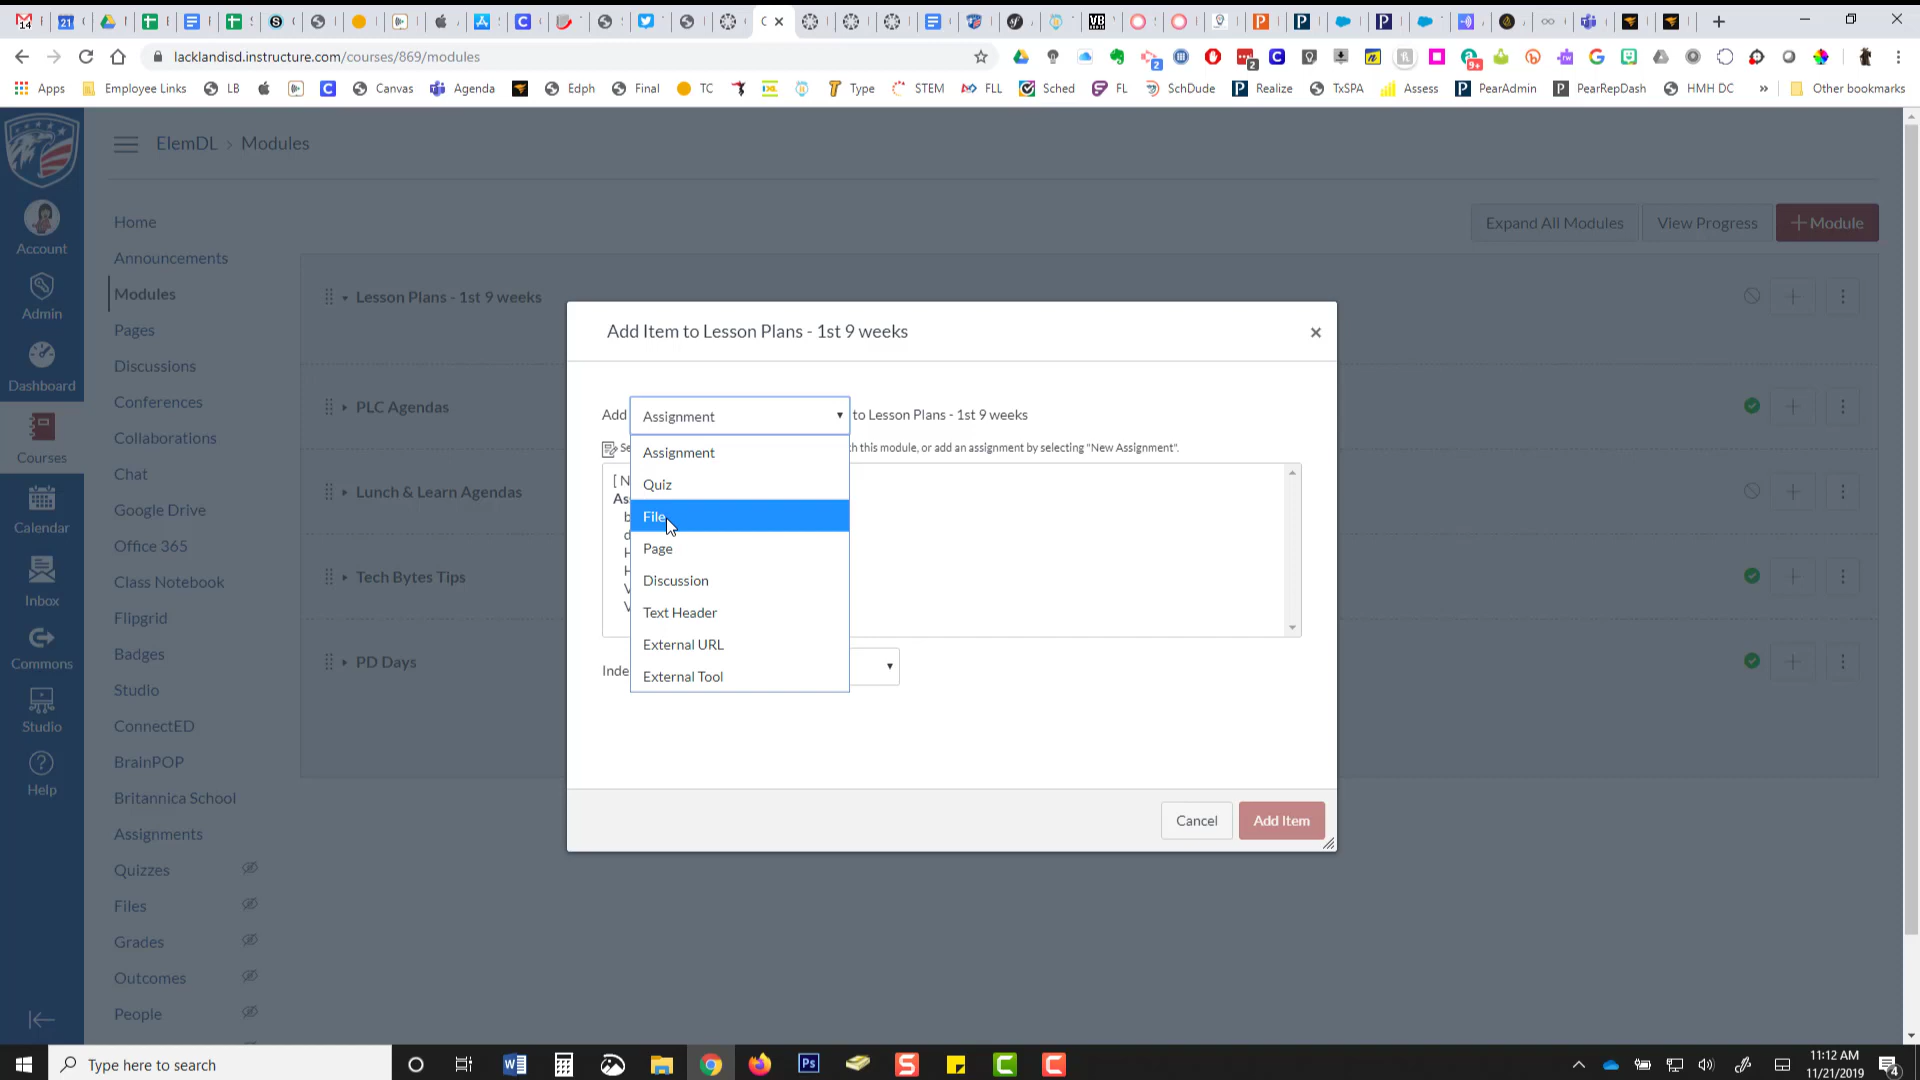 lacklandisd.instructure.com/courses/869/modules
Apps
Employee Links
LB
Canvas
Agenda
Edph
Final
TC
Type
STEM
FLL
Sched
FL
SchDude
Realize
TxSPA
Assess
PearAdmin
PearRepDash
HMH DC
»
Other bookmarks
ElemDL › Modules
Account
Admin
Dashboard
Courses
Calendar
Inbox
Commons
Studio
Help
Home
Announcements
Modules
Pages
Discussions
Conferences
Collaborations
Chat
Google Drive
Office 365
Class Notebook
Flipgrid
Badges
Studio
ConnectED
BrainPOP
Britannica School
Assignments
Quizzes
Files
Grades
Outcomes
People
Expand All Modules
View Progress
+ Module
Lesson Plans - 1st 9 weeks
PLC Agendas
Lunch & Learn Agendas
Tech Bytes Tips
PD Days
Add Item to Lesson Plans - 1st 9 weeks
×
Add Assignment to Lesson Plans - 1st 9 weeks
Assignment
Quiz
File
Page
Discussion
Text Header
External URL
External Tool
this module, or add an assignment by selecting "New Assignment".
[ N
As
Inde
Cancel
Add Item
Type here to search
11:12 AM
11/21/2019
4